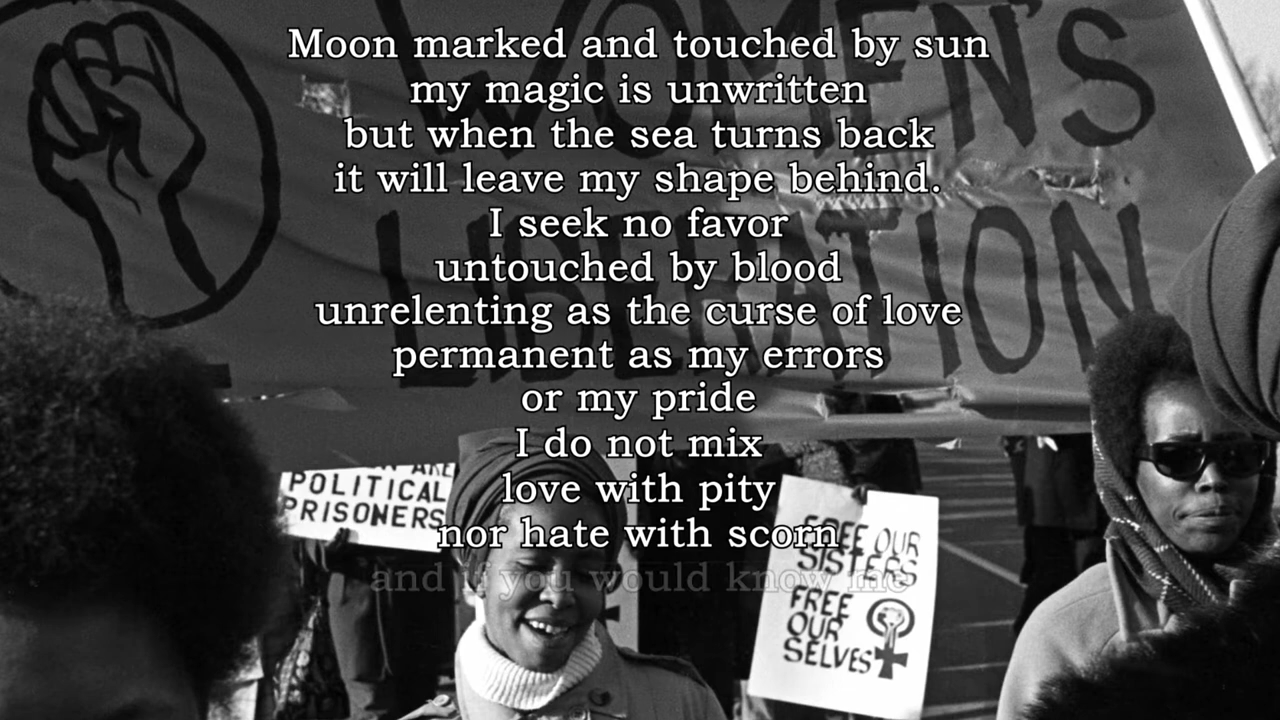 Moon marked and touched by sun
my magic is unwritten
but when the sea turns back
it will leave my shape behind.
I seek no favor
untouched by blood
unrelenting as the curse of love
permanent as my errors
or my pride
I do not mix
love with pity
nor hate with scorn
and if you would know me
WOMEN'S
LIBERATION
ARE
POLITICAL
PRISONERS
FREE OUR
SISTERS
FREE
OUR
SELVES